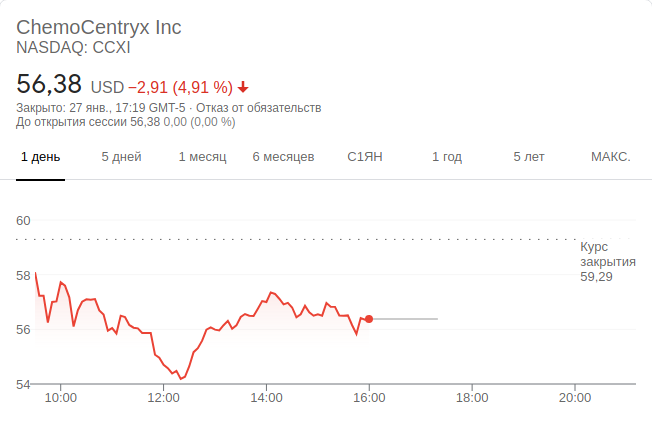 ChemoCentryx Inc
NASDAQ: CCXI
56,38 USD −2,91 (4,91 %)
Закрыто: 27 янв., 17:19 GMT-5 · Отказ от обязательств
До открытия сессии 56,38 0,00 (0,00 %)
1 день 5 дней 1 месяц 6 месяцев С1ЯН 1 год 5 лет МАКС.
60
Курс
закрытия
59,29
58
56
54
10:00 12:00 14:00 16:00 18:00 20:00